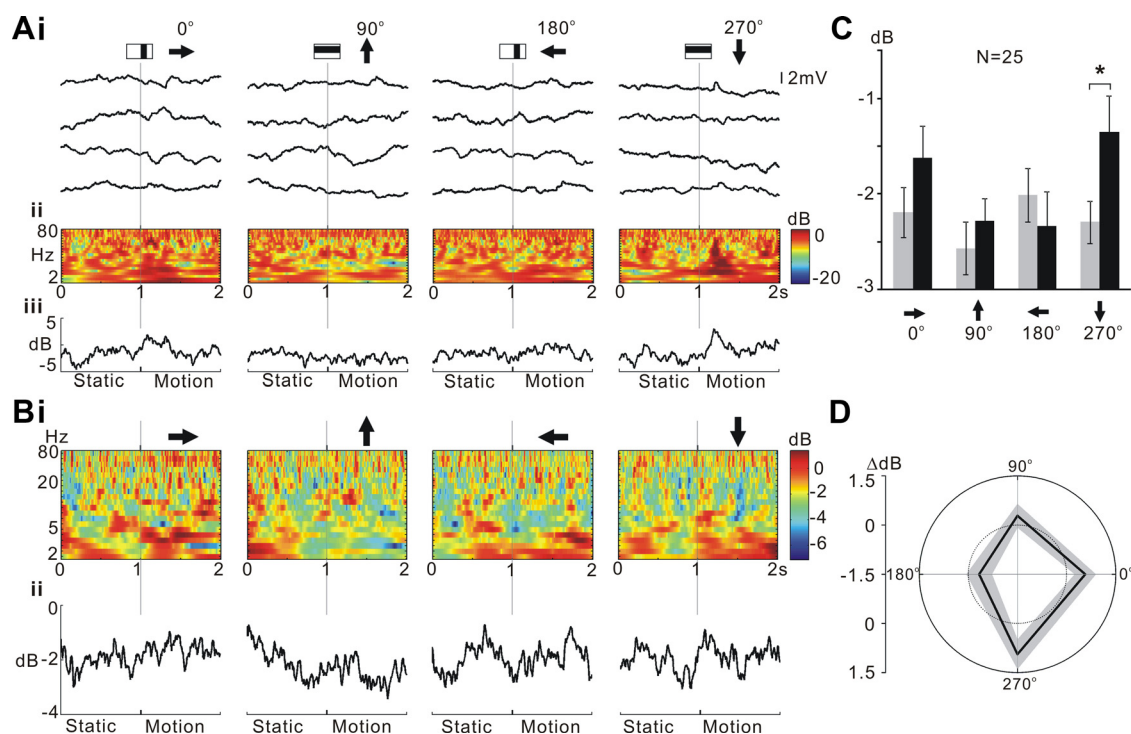 Ai
0° 90° 180° 270°
2mV
ii
80
Hz
2
0 1 2 0 1 2 0 1 2 0 1 2s
dB
0
-20
iii
5
dB
-5
Static Motion Static Motion Static Motion Static Motion
Bi
Hz
80
20
5
2
0 1 2 0 1 2 0 1 2 0 1 2s
dB
0
-2
-4
-6
ii
0
dB -2
-4
Static Motion Static Motion Static Motion Static Motion
C
dB
N=25
*
-1
-2
-3
0° 90° 180° 270°
D
ΔdB
1.5
0
-1.5
0
1.5
90°
180°
0°
270°